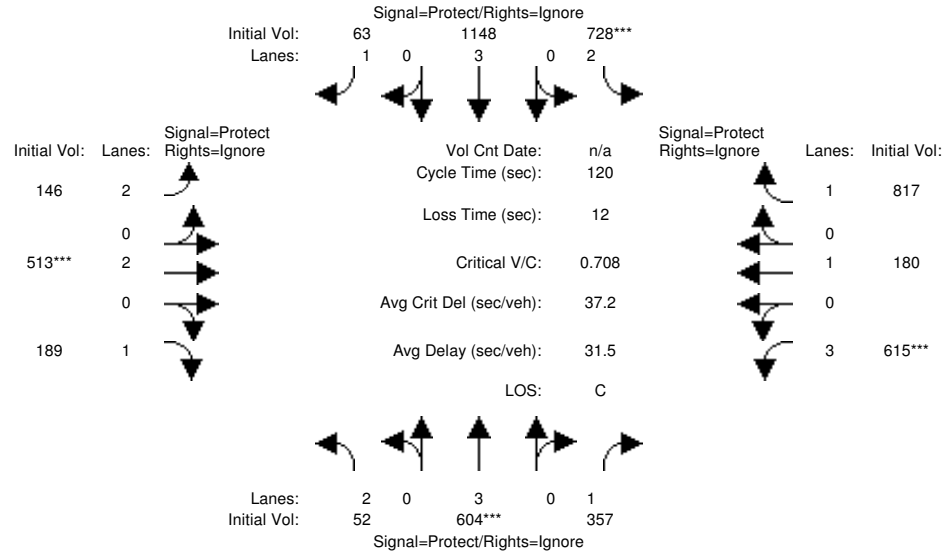 Signal=Protect/Rights=Ignore
Initial Vol: 63 1148 728***
Lanes: 1 0 3 0 2
Signal=Protect
Initial Vol: Lanes: Rights=Ignore
Vol Cnt Date: n/a
Signal=Protect
Rights=Ignore Lanes: Initial Vol:
Cycle Time (sec): 120
146 2
1 817
Loss Time (sec): 12
0
0
513*** 2
Critical V/C: 0.708
1 180
0
Avg Crit Del (sec/veh): 37.2
0
189 1
Avg Delay (sec/veh): 31.5
3 615***
LOS: C
Lanes: 2 0 3 0 1
Initial Vol: 52 604*** 357
Signal=Protect/Rights=Ignore